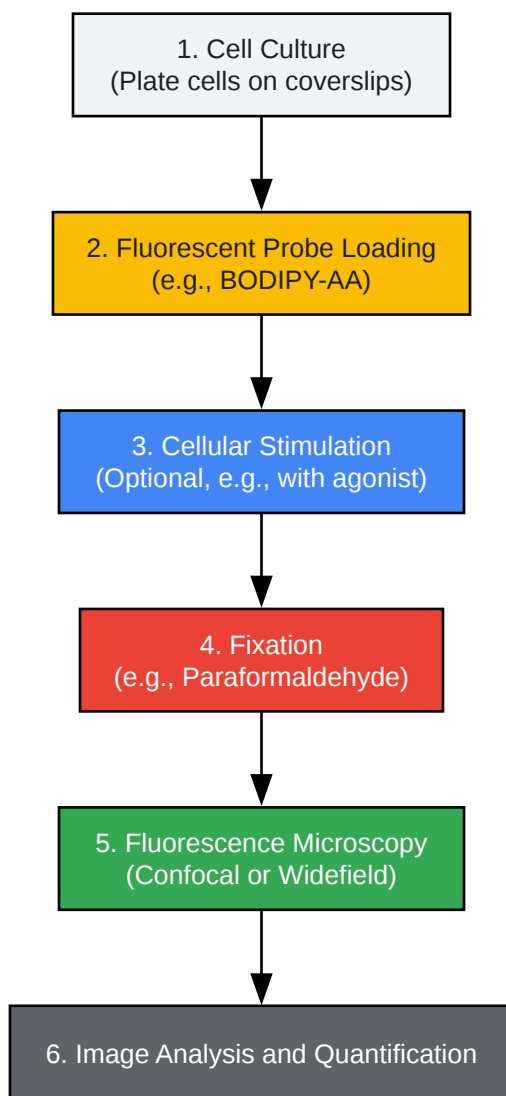 1. Cell Culture
(Plate cells on coverslips)
2. Fluorescent Probe Loading
(e.g., BODIPY-AA)
3. Cellular Stimulation
(Optional, e.g., with agonist)
4. Fixation
(e.g., Paraformaldehyde)
5. Fluorescence Microscopy
(Confocal or Widefield)
6. Image Analysis and Quantification